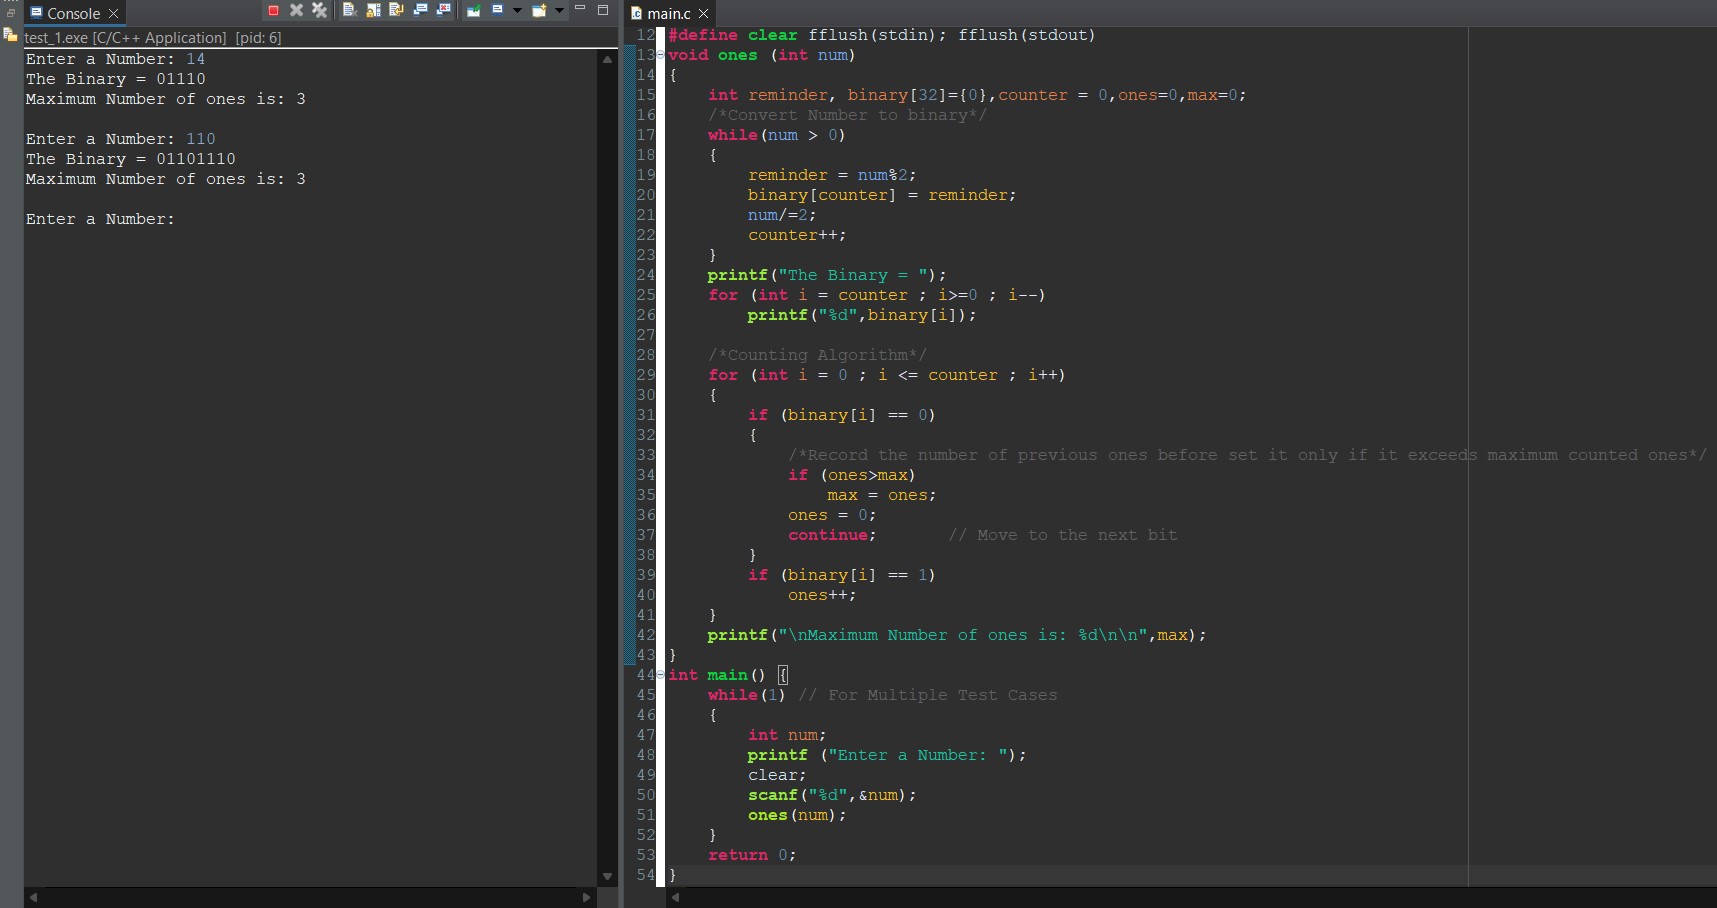 Console
test_1.exe [C/C++ Application] [pid: 6]
Enter a Number: 14
The Binary = 01110
Maximum Number of ones is: 3
Enter a Number: 110
The Binary = 01101110
Maximum Number of ones is: 3
Enter a Number:
main.c
12 #define clear fflush(stdin); fflush(stdout)
13 void ones (int num)
14 {
15 int reminder, binary[32]={0},counter = 0,ones=0,max=0;
16 /*Convert Number to binary*/
17 while(num > 0)
18 {
19 reminder = num%2;
20 binary[counter] = reminder;
21 num/=2;
22 counter++;
23 }
24 printf("The Binary = ");
25 for (int i = counter ; i>=0 ; i--)
26 printf("%d",binary[i]);
27
28 /*Counting Algorithm*/
29 for (int i = 0 ; i <= counter ; i++)
30 {
31 if (binary[i] == 0)
32 {
33 /*Record the number of previous ones before set it only if it exceeds maximum counted ones*/
34 if (ones>max)
35 max = ones;
36 ones = 0;
37 continue; // Move to the next bit
38 }
39 if (binary[i] == 1)
40 ones++;
41 }
42 printf("\nMaximum Number of ones is: %d\n\n",max);
43 }
44 int main() {
45 while(1) // For Multiple Test Cases
46 {
47 int num;
48 printf ("Enter a Number: ");
49 clear;
50 scanf("%d",&num);
51 ones(num);
52 }
53 return 0;
54 }